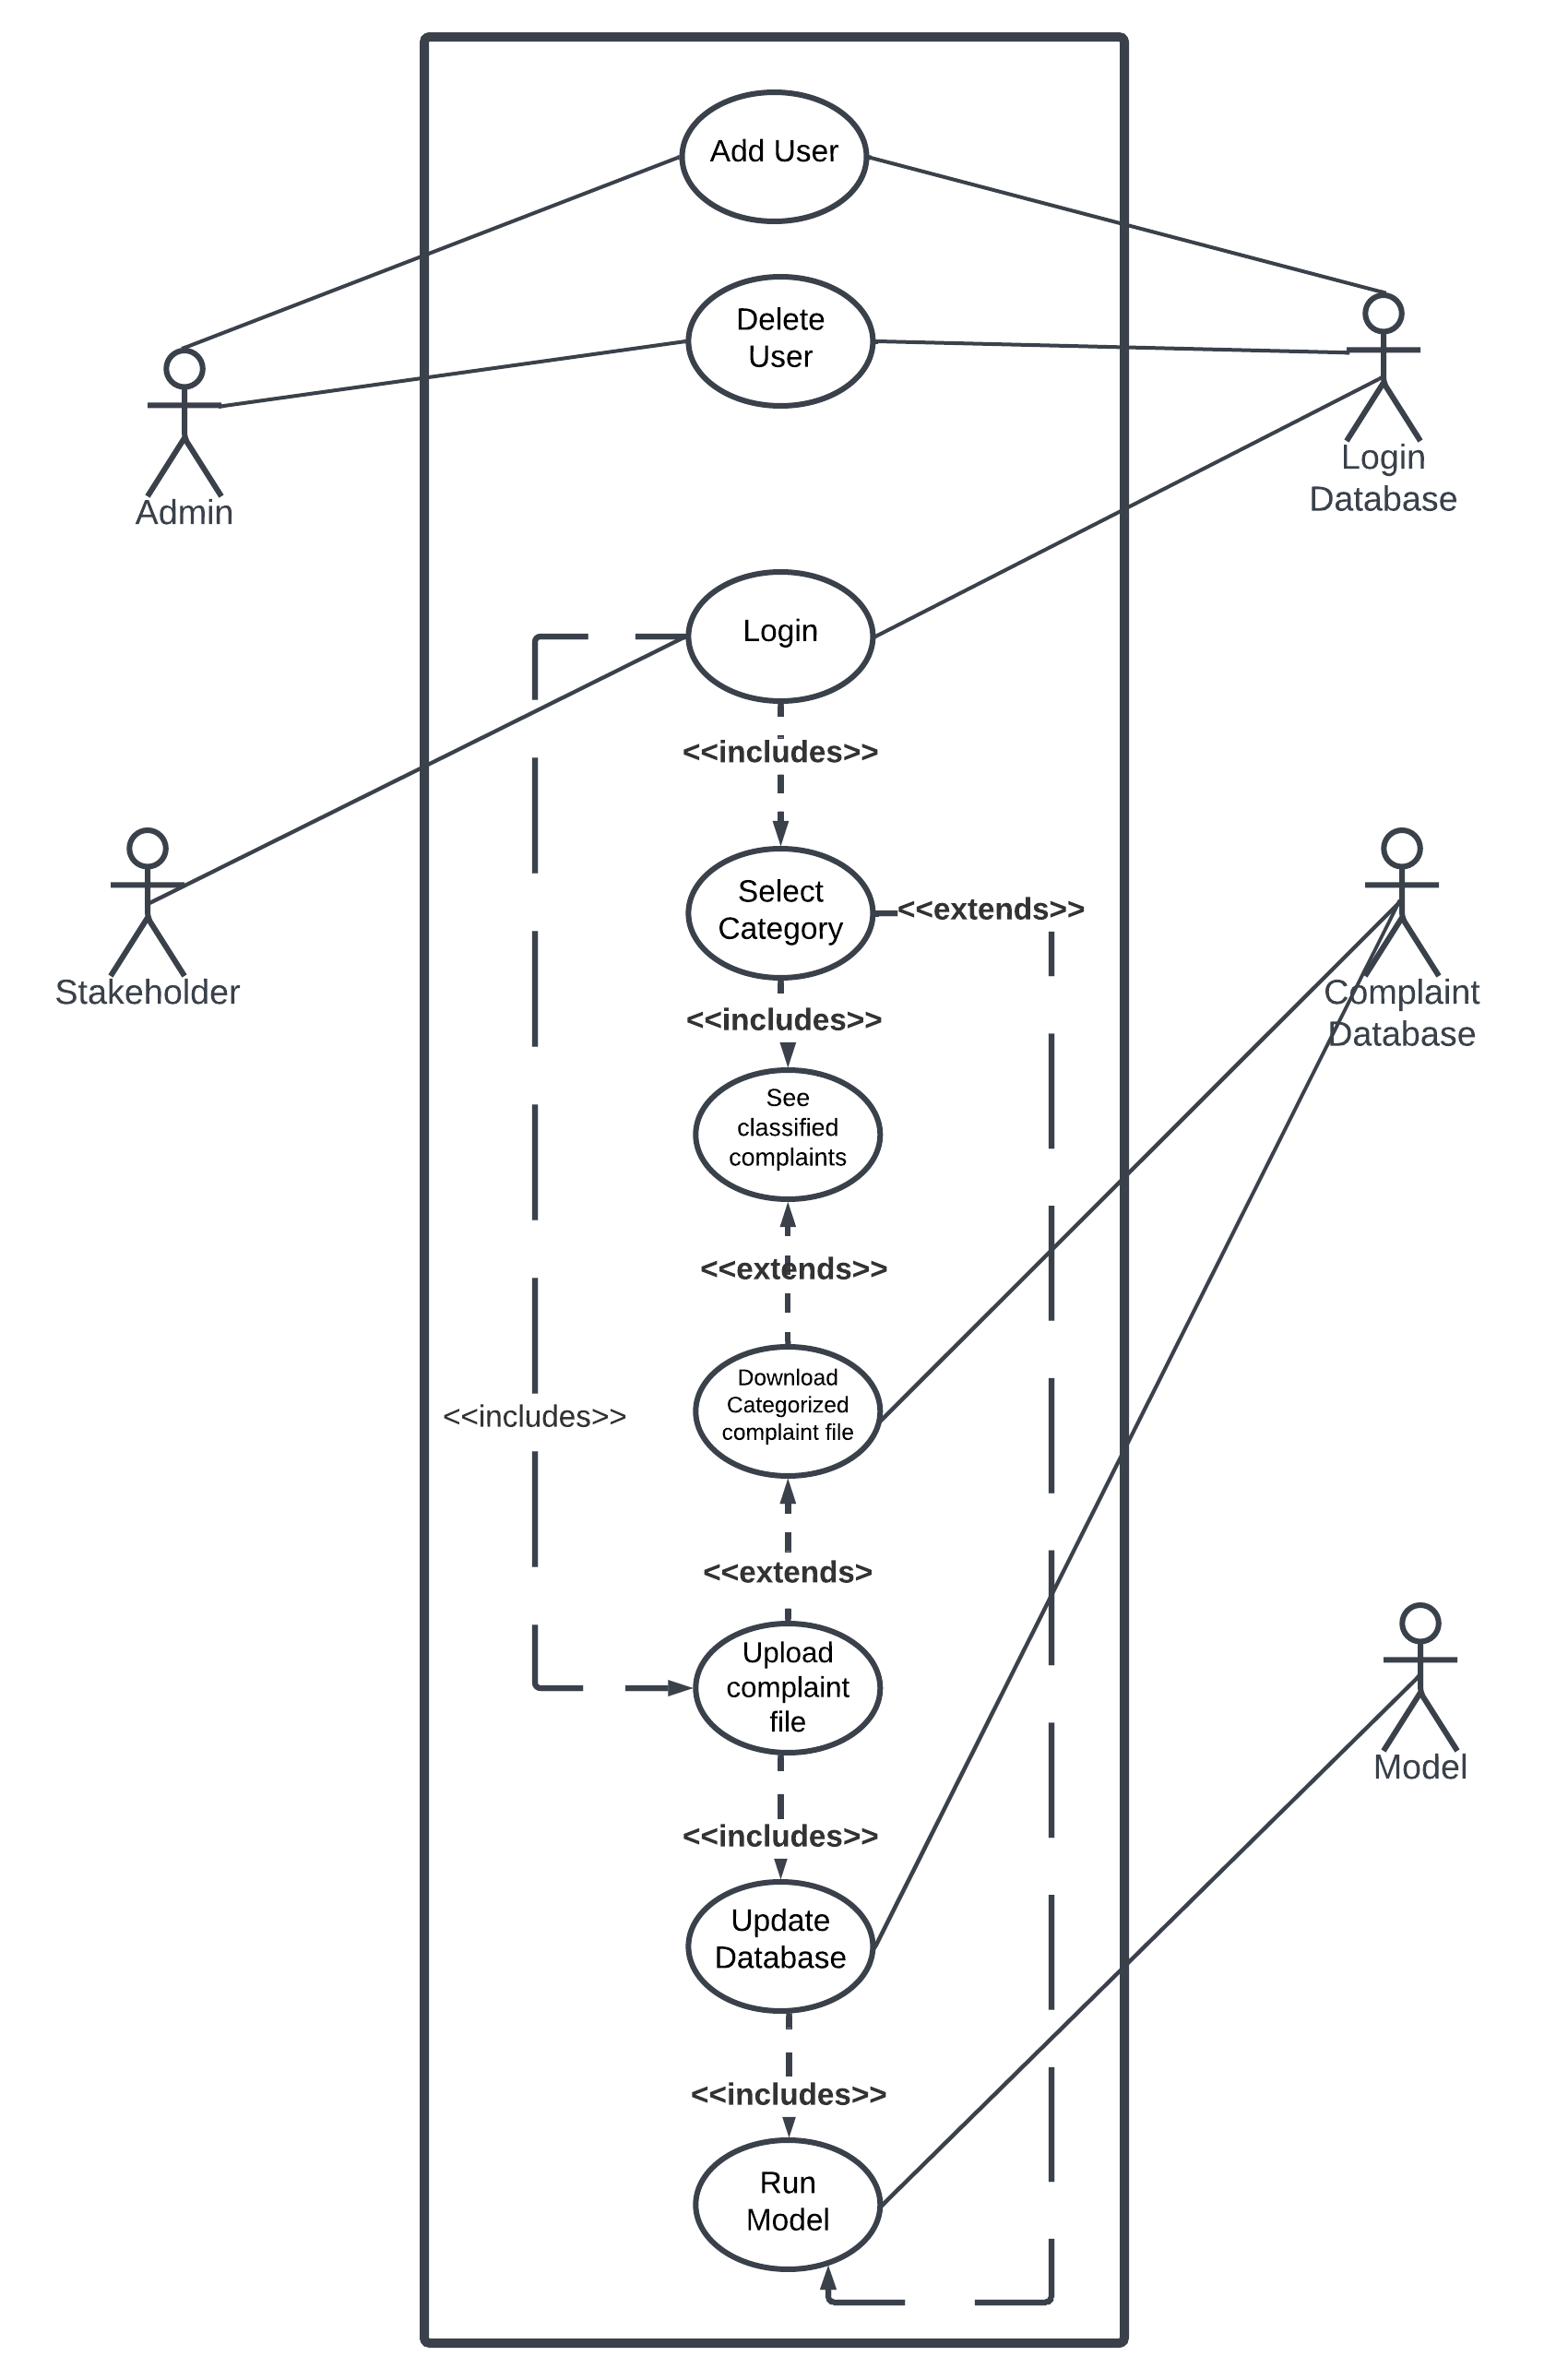 Add User
Delete
User
Admin
Login
Database
Login
<<includes>>
Select
Category
<<extends>>
Stakeholder
Complaint
Database
<<includes>>
See
classified
complaints
<<extends>>
Download
Categorized
complaint file
<<includes>>
<<extends>
Upload
complaint
file
Model
<<includes>>
Update
Database
<<includes>>
Run
Model